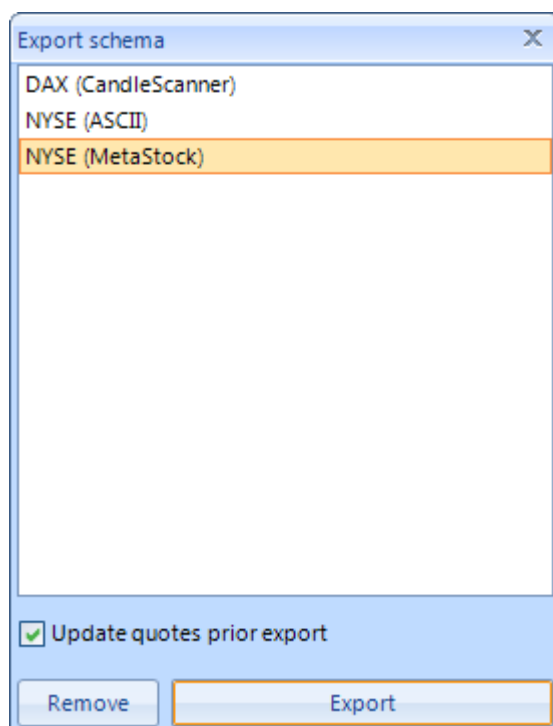 Export schema
DAX (CandleScanner)
NYSE (ASCII)
NYSE (MetaStock)
Update quotes prior export
Remove
Export